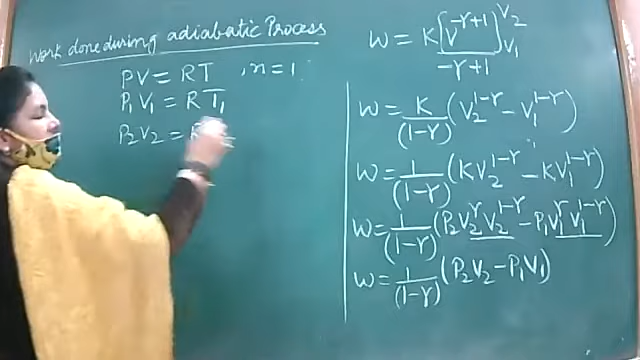 Work done during adiabatic Process
PV = RT , n = 1
P₁V₁ = RT₁
P₂V₂ = R
W = K[V^{-γ+1}]_{V₁}^{V₂} / -γ+1
W = K/(1-γ) (V₂^{1-γ} - V₁^{1-γ})
W = 1/(1-γ) (KV₂^{1-γ} - KV₁^{1-γ})
W = 1/(1-γ) (P₂V₂^γ V₂^{1-γ} - P₁V₁^γ V₁^{1-γ})
W = 1/(1-γ) (P₂V₂ - P₁V₁)